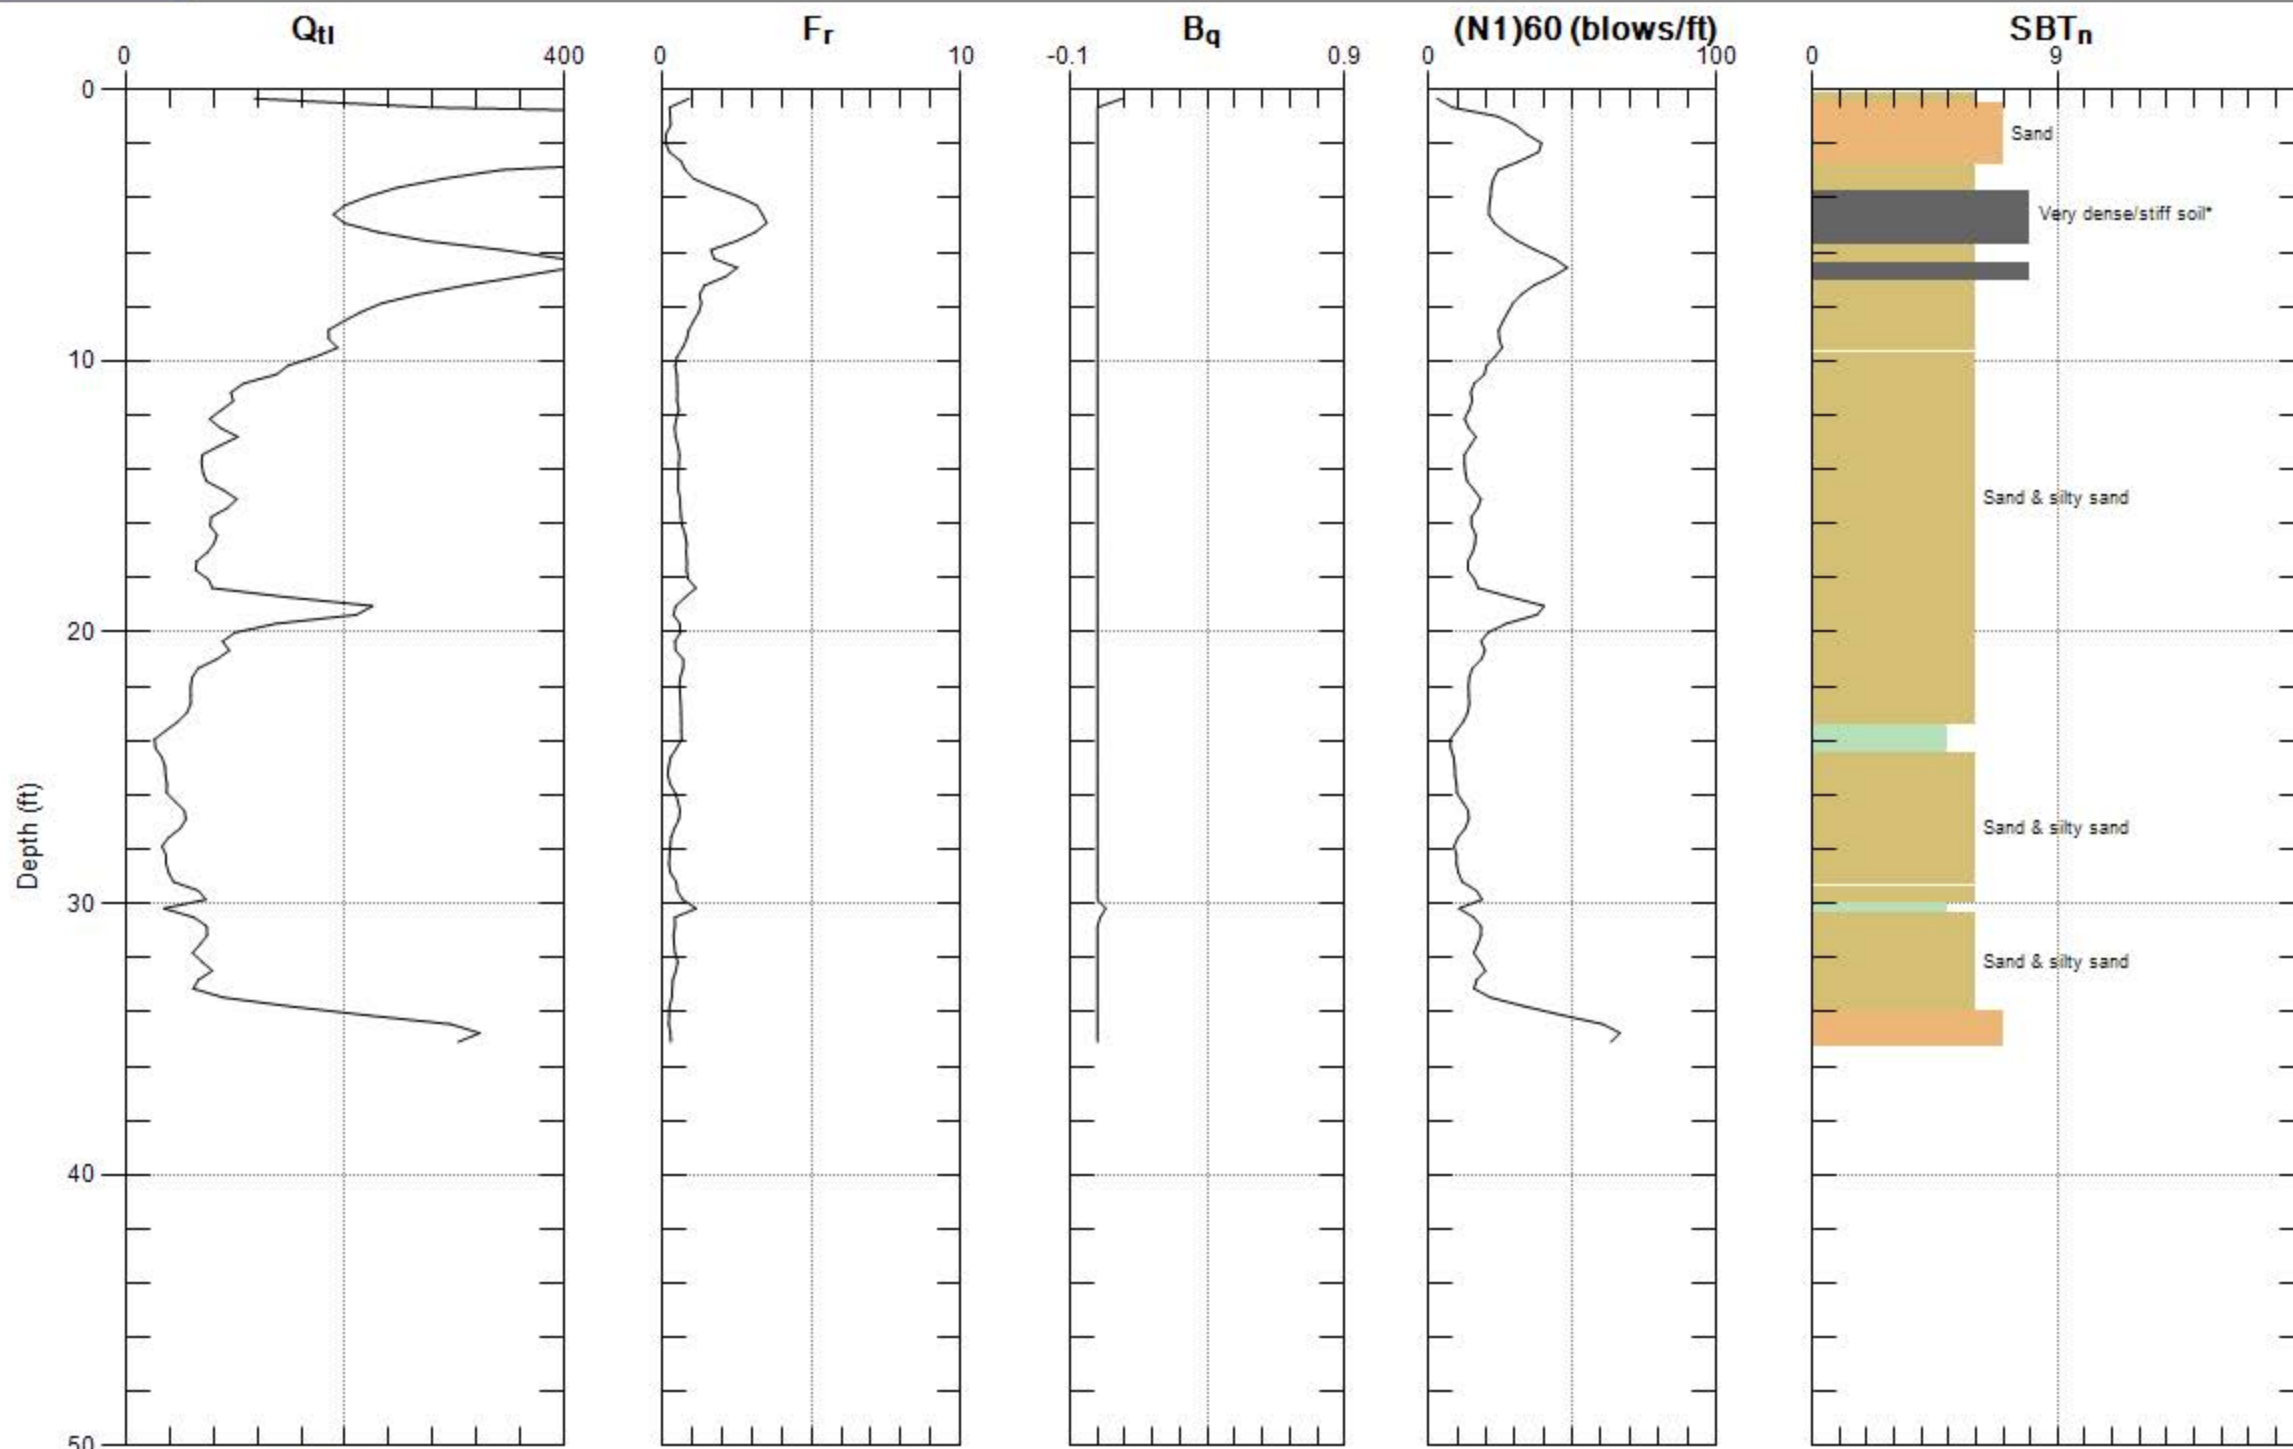 Qtl Fr Bq (N1)60 (blows/ft) SBTn
0 400 0 10 -0.1 0.9 0 100 0 9
0
Sand
Very dense/stiff soil*
10
Sand & silty sand
20
Sand & silty sand
Depth (ft)
30
Sand & silty sand
40
50